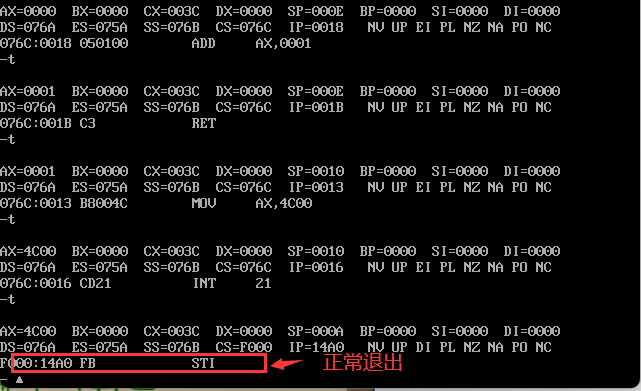 AX=0000 BX=0000 CX=003C DX=0000 SP=000E BP=0000 SI=0000 DI=0000
DS=076A ES=075A SS=076B CS=076C IP=0018 NV UP EI PL NZ NA PO NC
076C:0018 050100 ADD AX,0001
-t
AX=0001 BX=0000 CX=003C DX=0000 SP=000E BP=0000 SI=0000 DI=0000
DS=076A ES=075A SS=076B CS=076C IP=001B NV UP EI PL NZ NA PO NC
076C:001B C3 RET
-t
AX=0001 BX=0000 CX=003C DX=0000 SP=0010 BP=0000 SI=0000 DI=0000
DS=076A ES=075A SS=076B CS=076C IP=0013 NV UP EI PL NZ NA PO NC
076C:0013 B8004C MOV AX,4C00
-t
AX=4C00 BX=0000 CX=003C DX=0000 SP=0010 BP=0000 SI=0000 DI=0000
DS=076A ES=075A SS=076B CS=076C IP=0016 NV UP EI PL NZ NA PO NC
076C:0016 CD21 INT 21
-t
AX=4C00 BX=0000 CX=003C DX=0000 SP=000A BP=0000 SI=0000 DI=0000
DS=076A ES=075A SS=076B CS=F000 IP=14A0 NV UP DI PL NZ NA PO NC
F000:14A0 FB STI 正常退出
-